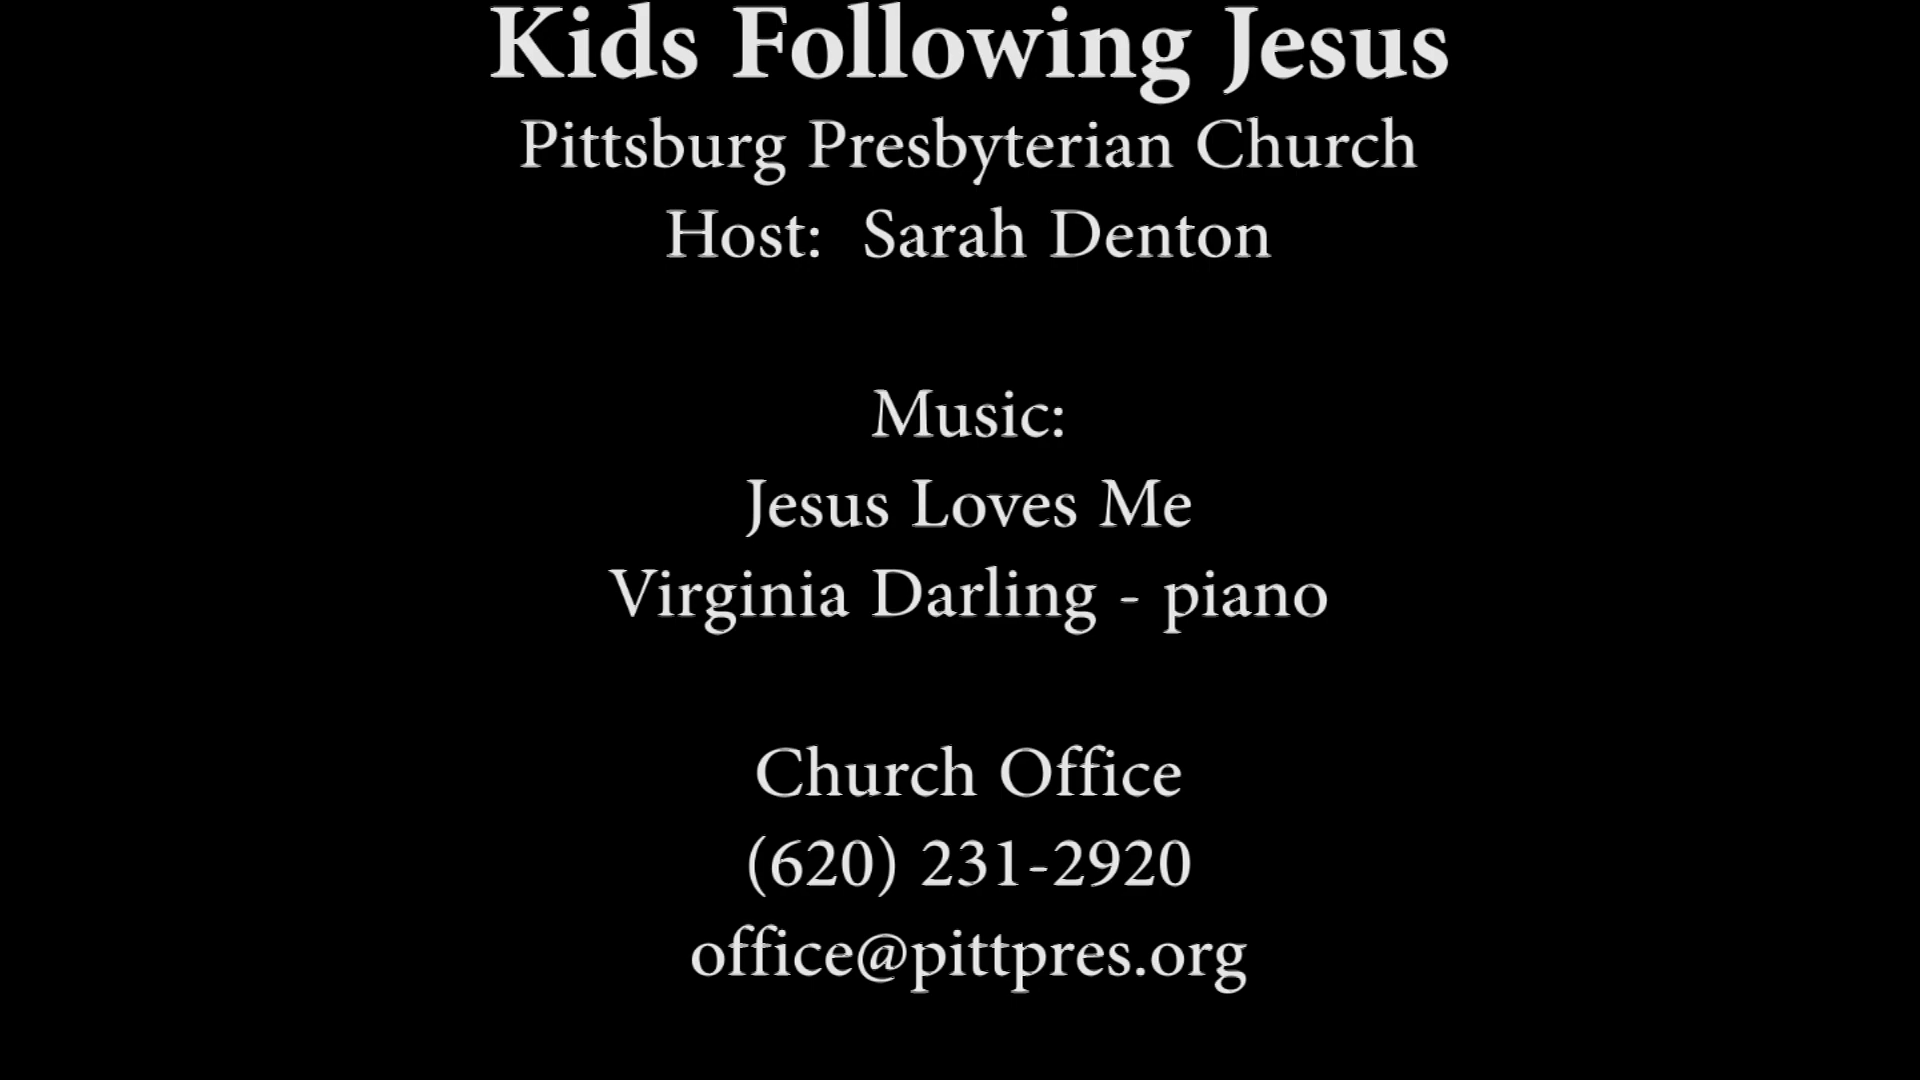 Kids Following Jesus
Pittsburg Presbyterian Church
Host:  Sarah Denton
Music:
Jesus Loves Me
Virginia Darling - piano
Church Office
(620) 231-2920
office@pittpres.org